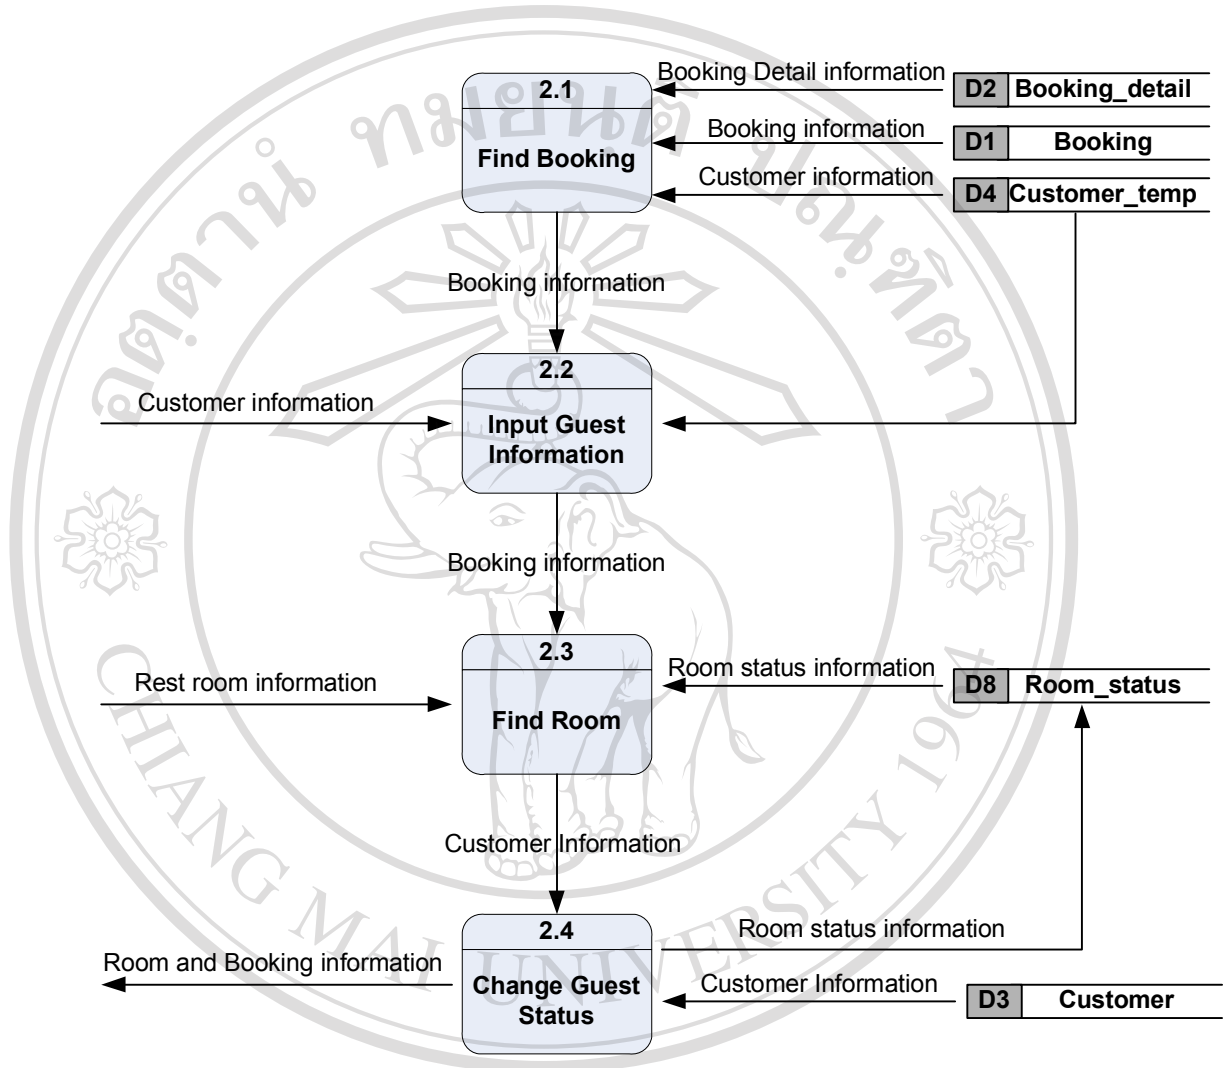 2.1
Find Booking
Booking Detail information
D2 Booking_detail
Booking information
D1 Booking
Customer information
D4 Customer_temp
Booking information
2.2
Input Guest
Information
Customer information
Booking information
2.3
Find Room
Rest room information
Room status information
D8 Room_status
Customer Information
2.4
Change Guest
Status
Room and Booking information
Room status information
Customer Information
D3 Customer
CHIANG MAI UNIVERSITY 1964